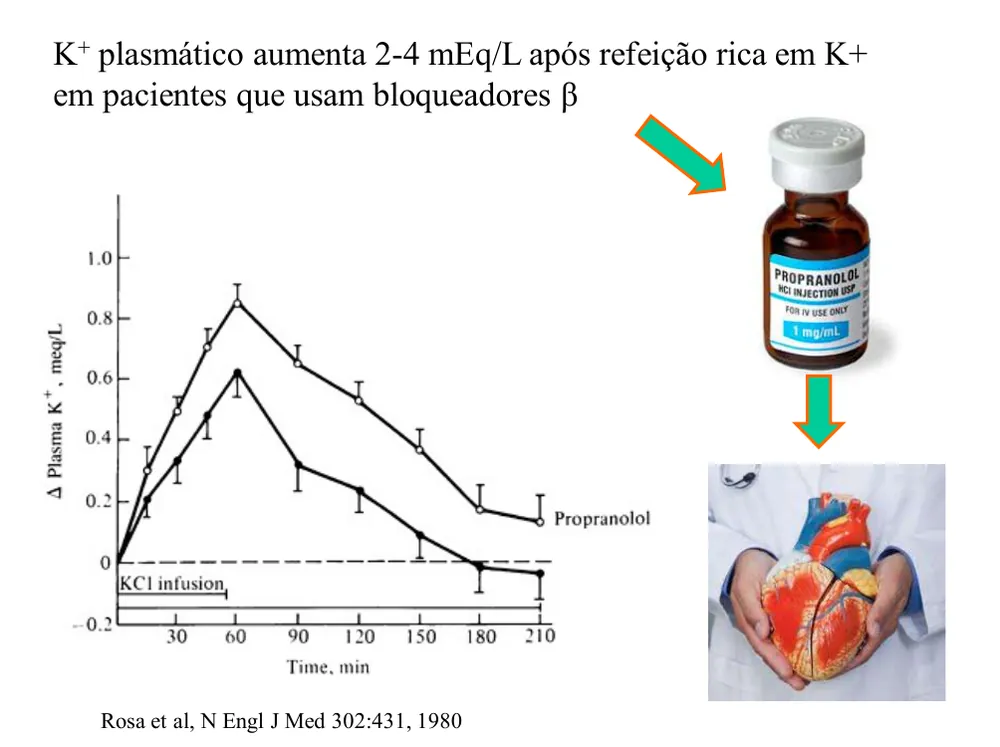 K⁺ plasmático aumenta 2-4 mEq/L após refeição rica em K+
em pacientes que usam bloqueadores β
PROPRANOLOL
HCl INJECTION USP
FOR IV USE ONLY
1 mg/mL
Δ Plasma K⁺, meq/L
1.0
0.8
0.6
0.4
0.2
0
-0.2
Propranolol
KCl infusion
30 60 90 120 150 180 210
Time, min
Rosa et al, N Engl J Med 302:431, 1980